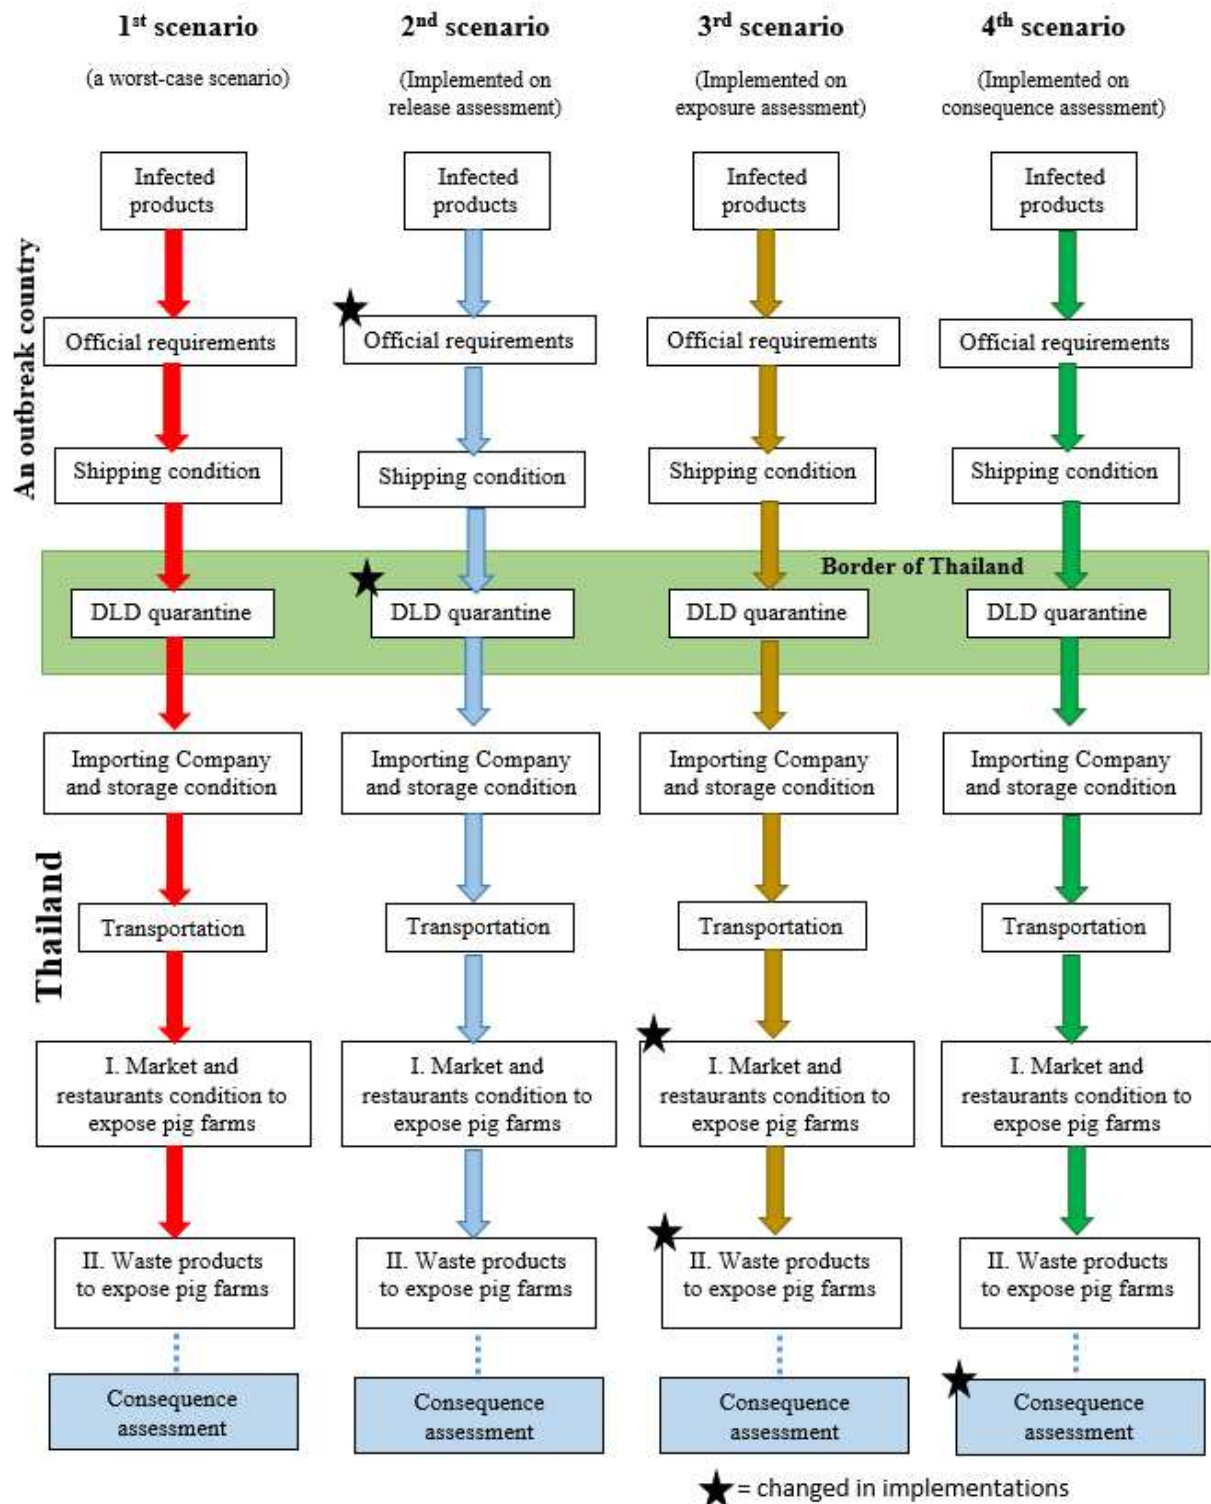 1st scenario
(a worst-case scenario)
2nd scenario
(Implemented on
release assessment)
3rd scenario
(Implemented on
exposure assessment)
4th scenario
(Implemented on
consequence assessment)
An outbreak country
Thailand
Border of Thailand
Infected
products
Official requirements
Shipping condition
DLD quarantine
Importing Company
and storage condition
Transportation
I. Market and
restaurants condition to
expose pig farms
II. Waste products
to expose pig farms
Consequence
assessment
Infected
products
Official requirements
Shipping condition
DLD quarantine
Importing Company
and storage condition
Transportation
I. Market and
restaurants condition to
expose pig farms
II. Waste products
to expose pig farms
Consequence
assessment
Infected
products
Official requirements
Shipping condition
DLD quarantine
Importing Company
and storage condition
Transportation
I. Market and
restaurants condition to
expose pig farms
II. Waste products
to expose pig farms
Consequence
assessment
Infected
products
Official requirements
Shipping condition
DLD quarantine
Importing Company
and storage condition
Transportation
I. Market and
restaurants condition to
expose pig farms
II. Waste products
to expose pig farms
Consequence
assessment
= changed in implementations